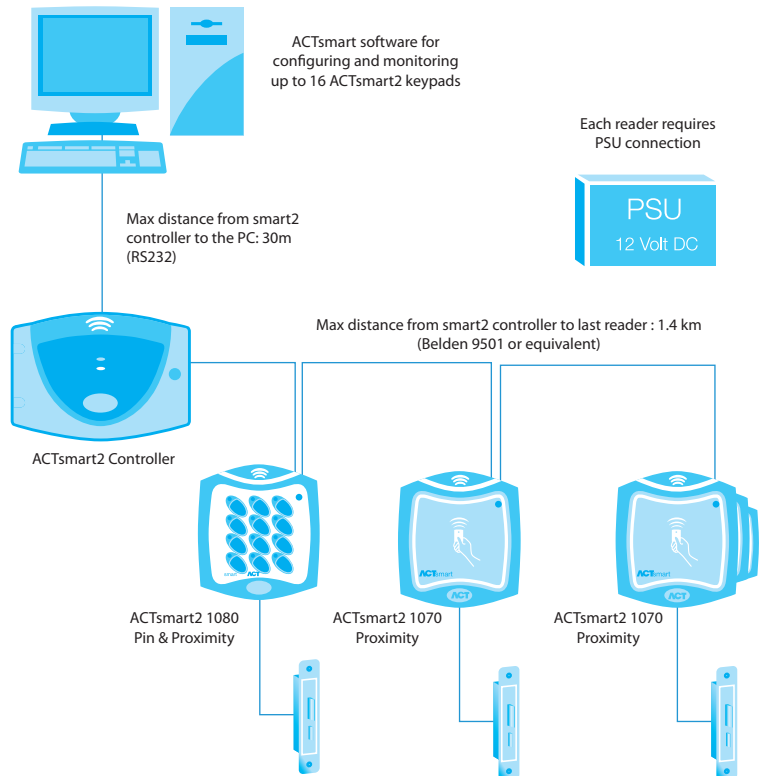 ACTsmart software for
configuring and monitoring
up to 16 ACTsmart2 keypads
Each reader requires
PSU connection
PSU
12 Volt DC
Max distance from smart2
controller to the PC: 30m
(RS232)
Max distance from smart2 controller to last reader : 1.4 km
(Belden 9501 or equivalent)
ACTsmart2 Controller
smart ACT
ACTsmart
ACT
ACTsmart
ACT
ACTsmart2 1080
Pin & Proximity
ACTsmart2 1070
Proximity
ACTsmart2 1070
Proximity